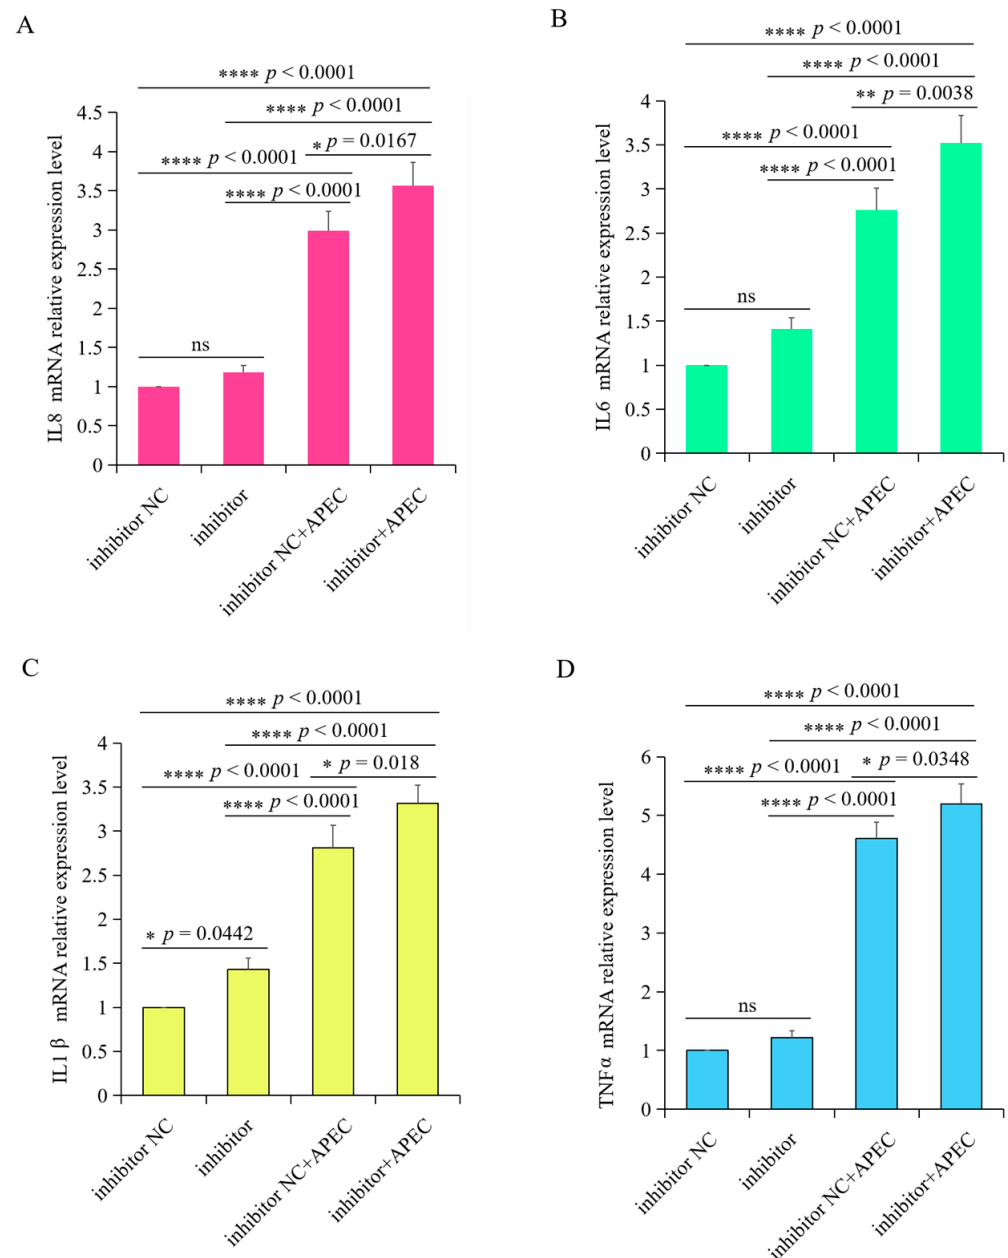 A
**** p < 0.0001
**** p < 0.0001
* p = 0.0167
**** p < 0.0001
**** p < 0.0001
ns
IL8 mRNA relative expression level
4.5
4
3.5
3
2.5
2
1.5
1
0.5
0
inhibitor NC
inhibitor
inhibitor NC+APEC
inhibitor+APEC
B
**** p < 0.0001
**** p < 0.0001
** p = 0.0038
**** p < 0.0001
**** p < 0.0001
ns
IL6 mRNA relative expression level
4
3.5
3
2.5
2
1.5
1
0.5
0
inhibitor NC
inhibitor
inhibitor NC+APEC
inhibitor+APEC
C
**** p < 0.0001
**** p < 0.0001
* p = 0.018
**** p < 0.0001
**** p < 0.0001
* p = 0.0442
IL1 β mRNA relative expression level
4
3.5
3
2.5
2
1.5
1
0.5
0
inhibitor NC
inhibitor
inhibitor NC+APEC
inhibitor+APEC
D
**** p < 0.0001
**** p < 0.0001
* p = 0.0348
**** p < 0.0001
**** p < 0.0001
ns
TNFα mRNA relative expression level
6
5
4
3
2
1
0
inhibitor NC
inhibitor
inhibitor NC+APEC
inhibitor+APEC